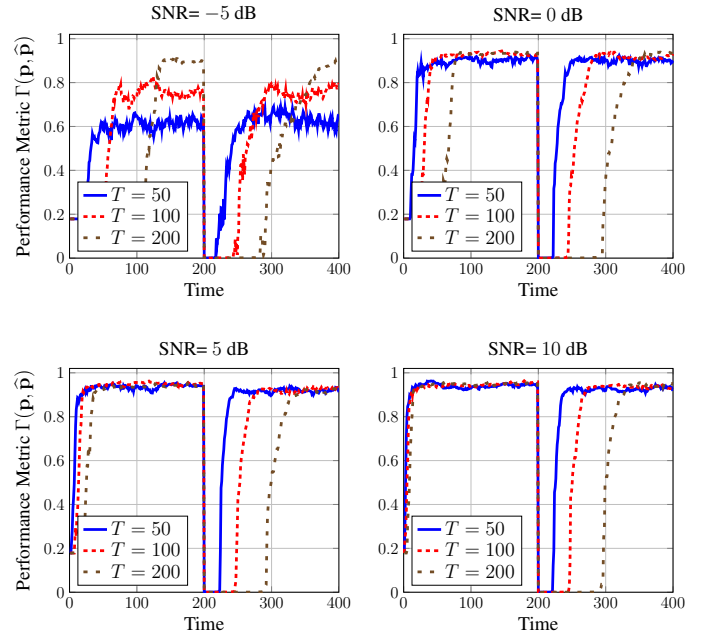 SNR= −5 dB
SNR= 0 dB
Performance Metric Γ(p, p̂)
1
0.8
0.6
0.4
0.2
0
T = 50
T = 100
T = 200
0 100 200 300 400
Time
1
0.8
0.6
0.4
0.2
0
T = 50
T = 100
T = 200
0 100 200 300 400
Time
SNR= 5 dB
SNR= 10 dB
Performance Metric Γ(p, p̂)
1
0.8
0.6
0.4
0.2
0
T = 50
T = 100
T = 200
0 100 200 300 400
Time
1
0.8
0.6
0.4
0.2
0
T = 50
T = 100
T = 200
0 100 200 300 400
Time